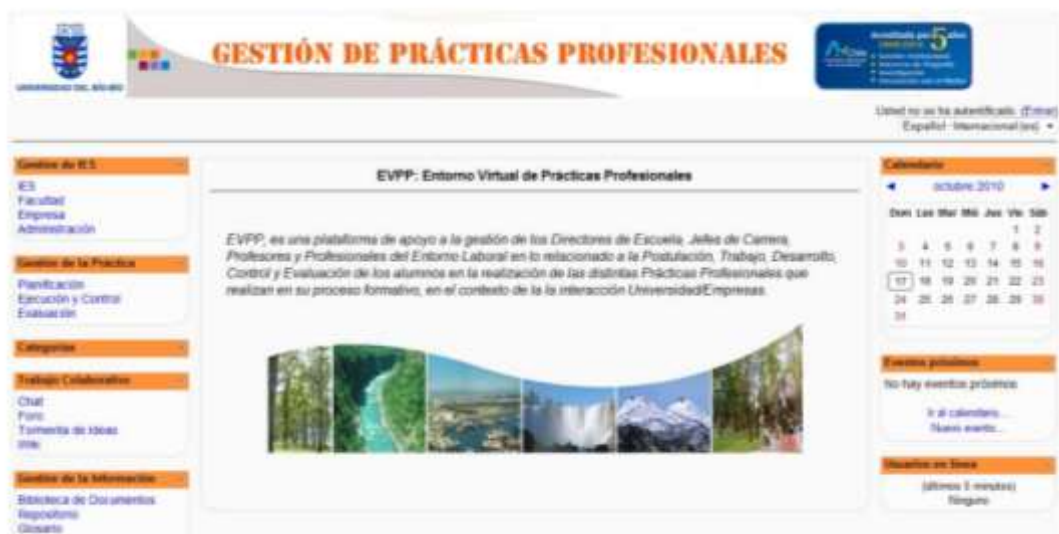 GESTIÓN DE PRÁCTICAS PROFESIONALES
Acreditada por 5 años
UNIVERSIDAD DEL BÍO-BÍO
Usted no se ha autentificado. (Entrar)
Español - Internacional (es)
Gestión de IES
IES
Facultad
Empresa
Administración
Gestión de la Práctica
Planificación
Ejecución y Control
Evaluación
Categorías
Trabajo Colaborativo
Chat
Foro
Tormenta de Ideas
Wiki
Gestión de la Información
Biblioteca de Documentos
Repositorio
Glosario
EVPP: Entorno Virtual de Prácticas Profesionales
EVPP, es una plataforma de apoyo a la gestión de los Directores de Escuela, Jefes de Carrera,
Profesores y Profesionales del Entorno Laboral en lo relacionado a la Postulación, Trabajo, Desarrollo,
Control y Evaluación de los alumnos en la realización de las distintas Prácticas Profesionales que
realizan en su proceso formativo, en el contexto de la la interacción Universidad/Empresas.
Calendario
octubre 2010
Dom Lun Mar Mié Jue Vie Sáb
1 2
3 4 5 6 7 8 9
10 11 12 13 14 15 16
17 18 19 20 21 22 23
24 25 26 27 28 29 30
31
Eventos próximos
No hay eventos próximos
Ir al calendario...
Nuevo evento...
Usuarios en línea
(últimos 5 minutos)
Ninguno